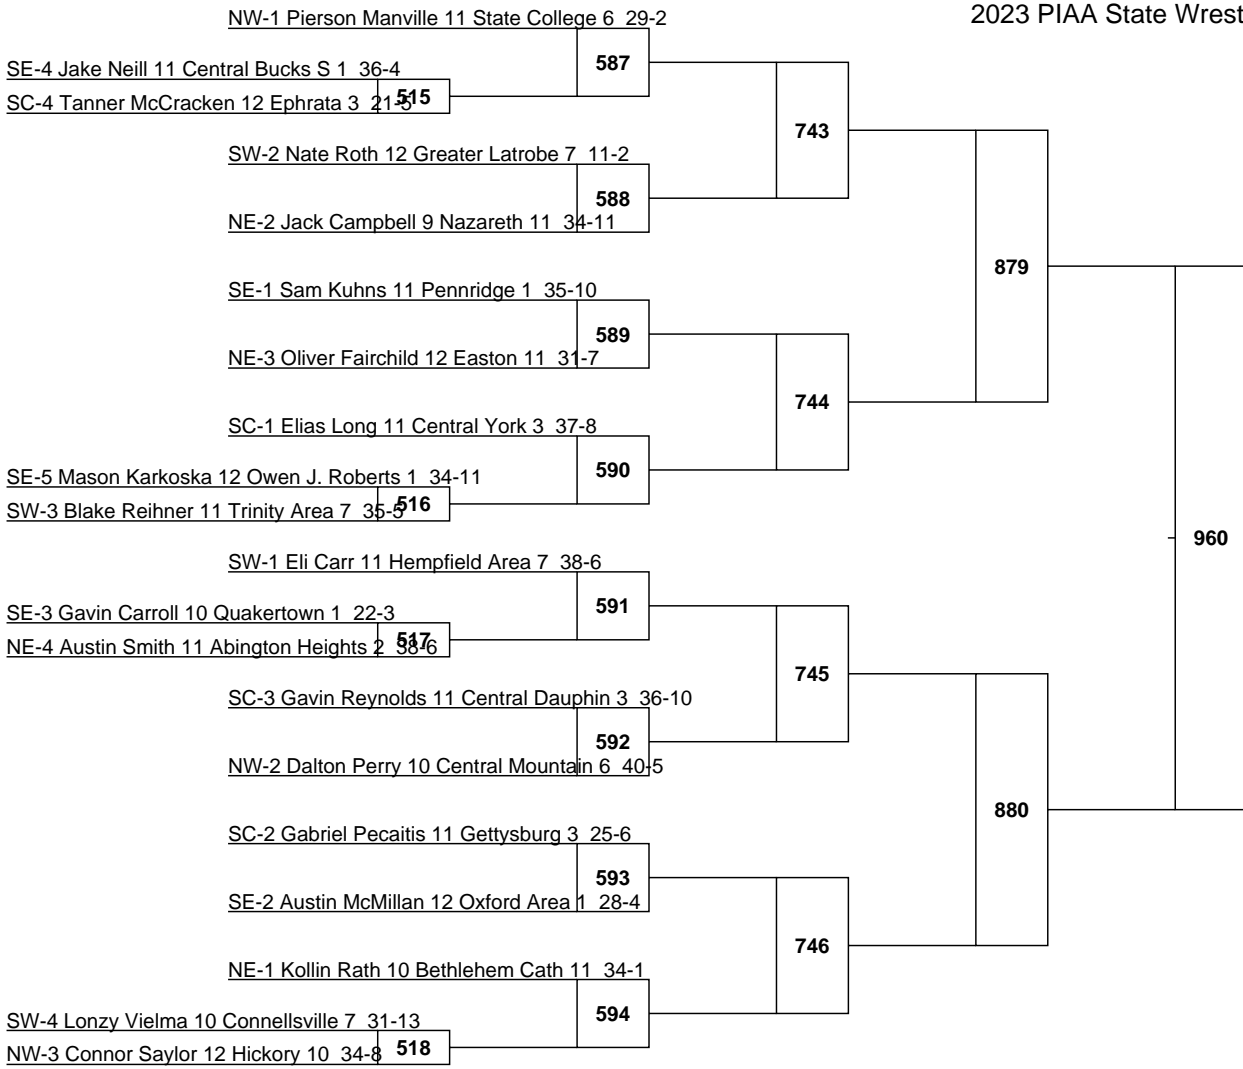 2023 PIAA State Wrest
NW-1 Pierson Manville 11 State College 6 29-2
587
SE-4 Jake Neill 11 Central Bucks S 1 36-4
515
SC-4 Tanner McCracken 12 Ephrata 3 21-5
743
SW-2 Nate Roth 12 Greater Latrobe 7 11-2
588
NE-2 Jack Campbell 9 Nazareth 11 34-11
879
SE-1 Sam Kuhns 11 Pennridge 1 35-10
589
NE-3 Oliver Fairchild 12 Easton 11 31-7
744
SC-1 Elias Long 11 Central York 3 37-8
590
SE-5 Mason Karkoska 12 Owen J. Roberts 1 34-11
516
SW-3 Blake Reihner 11 Trinity Area 7 35-5
960
SW-1 Eli Carr 11 Hempfield Area 7 38-6
591
SE-3 Gavin Carroll 10 Quakertown 1 22-3
517
NE-4 Austin Smith 11 Abington Heights 2 38-6
745
SC-3 Gavin Reynolds 11 Central Dauphin 3 36-10
592
NW-2 Dalton Perry 10 Central Mountain 6 40-5
880
SC-2 Gabriel Pecaitis 11 Gettysburg 3 25-6
593
SE-2 Austin McMillan 12 Oxford Area 1 28-4
746
NE-1 Kollin Rath 10 Bethlehem Cath 11 34-1
594
SW-4 Lonzy Vielma 10 Connellsville 7 31-13
518
NW-3 Connor Saylor 12 Hickory 10 34-8